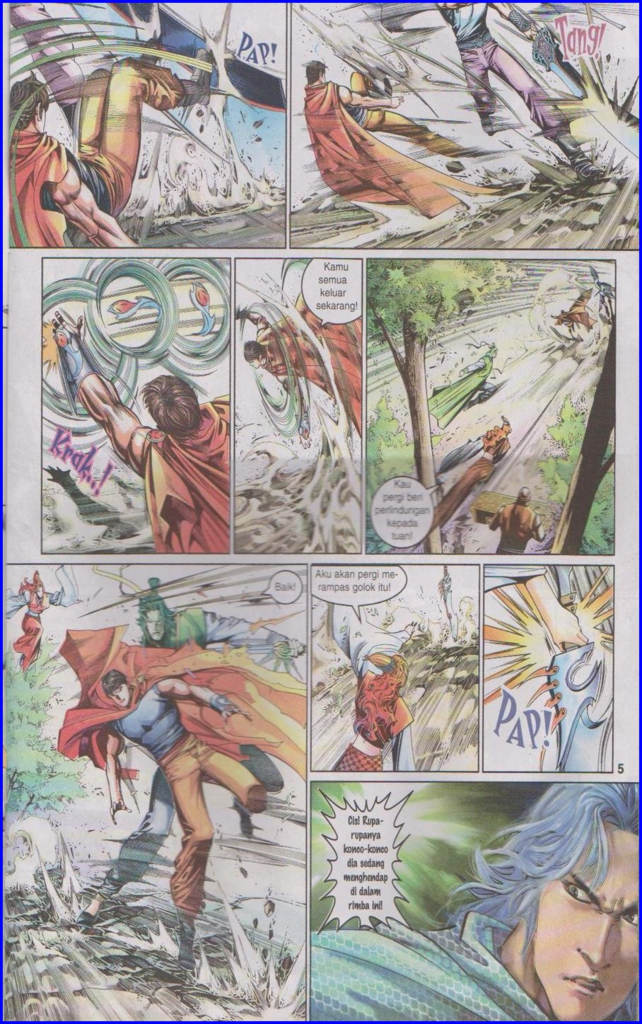 PAP!
Tang!
Krak..!
Kamu
semua
keluar
sekarang!
Kau
pergi beri
perlindungan
kepada
tuan!
Baik!
Aku akan pergi me-
rampas golok itu!
PAP!
5
Cis! Rupa-
rupanya
konco-konco
dia sedang
menghendap
di dalam
rimba ini!